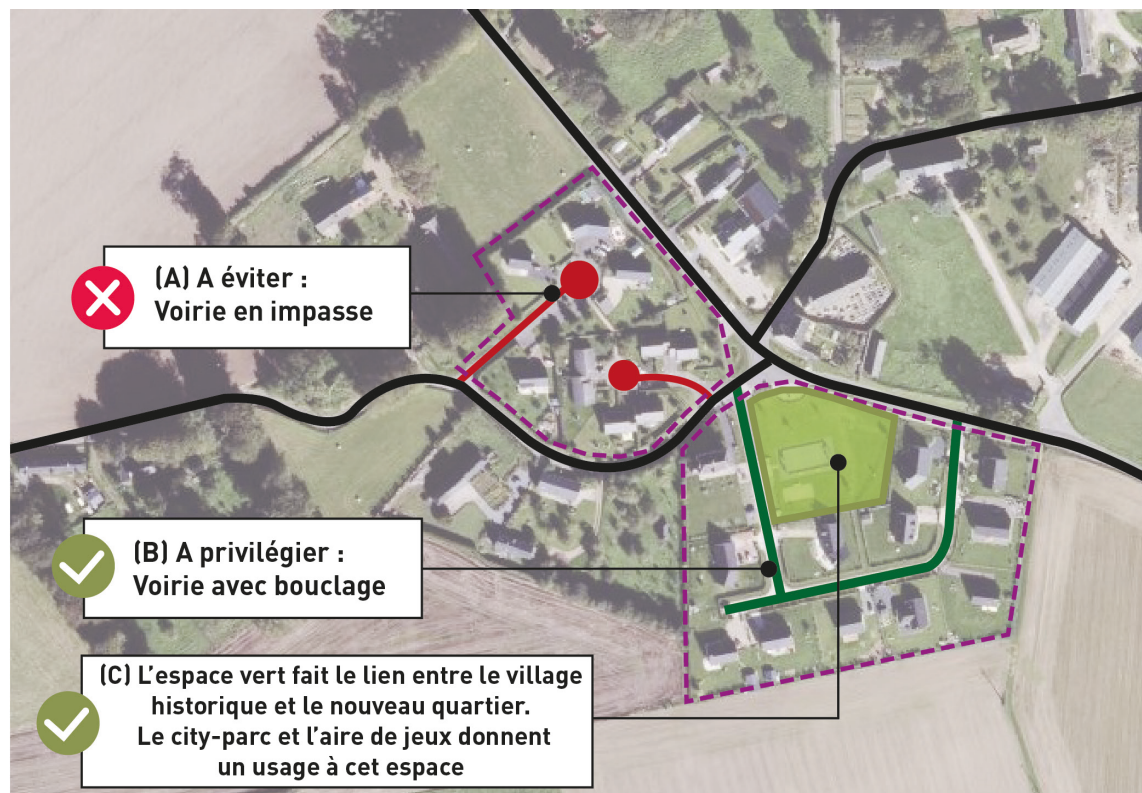 (A) A éviter :
Voirie en impasse
(B) A privilégier :
Voirie avec bouclage
(C) L'espace vert fait le lien entre le village
historique et le nouveau quartier.
Le city-parc et l'aire de jeux donnent
un usage à cet espace